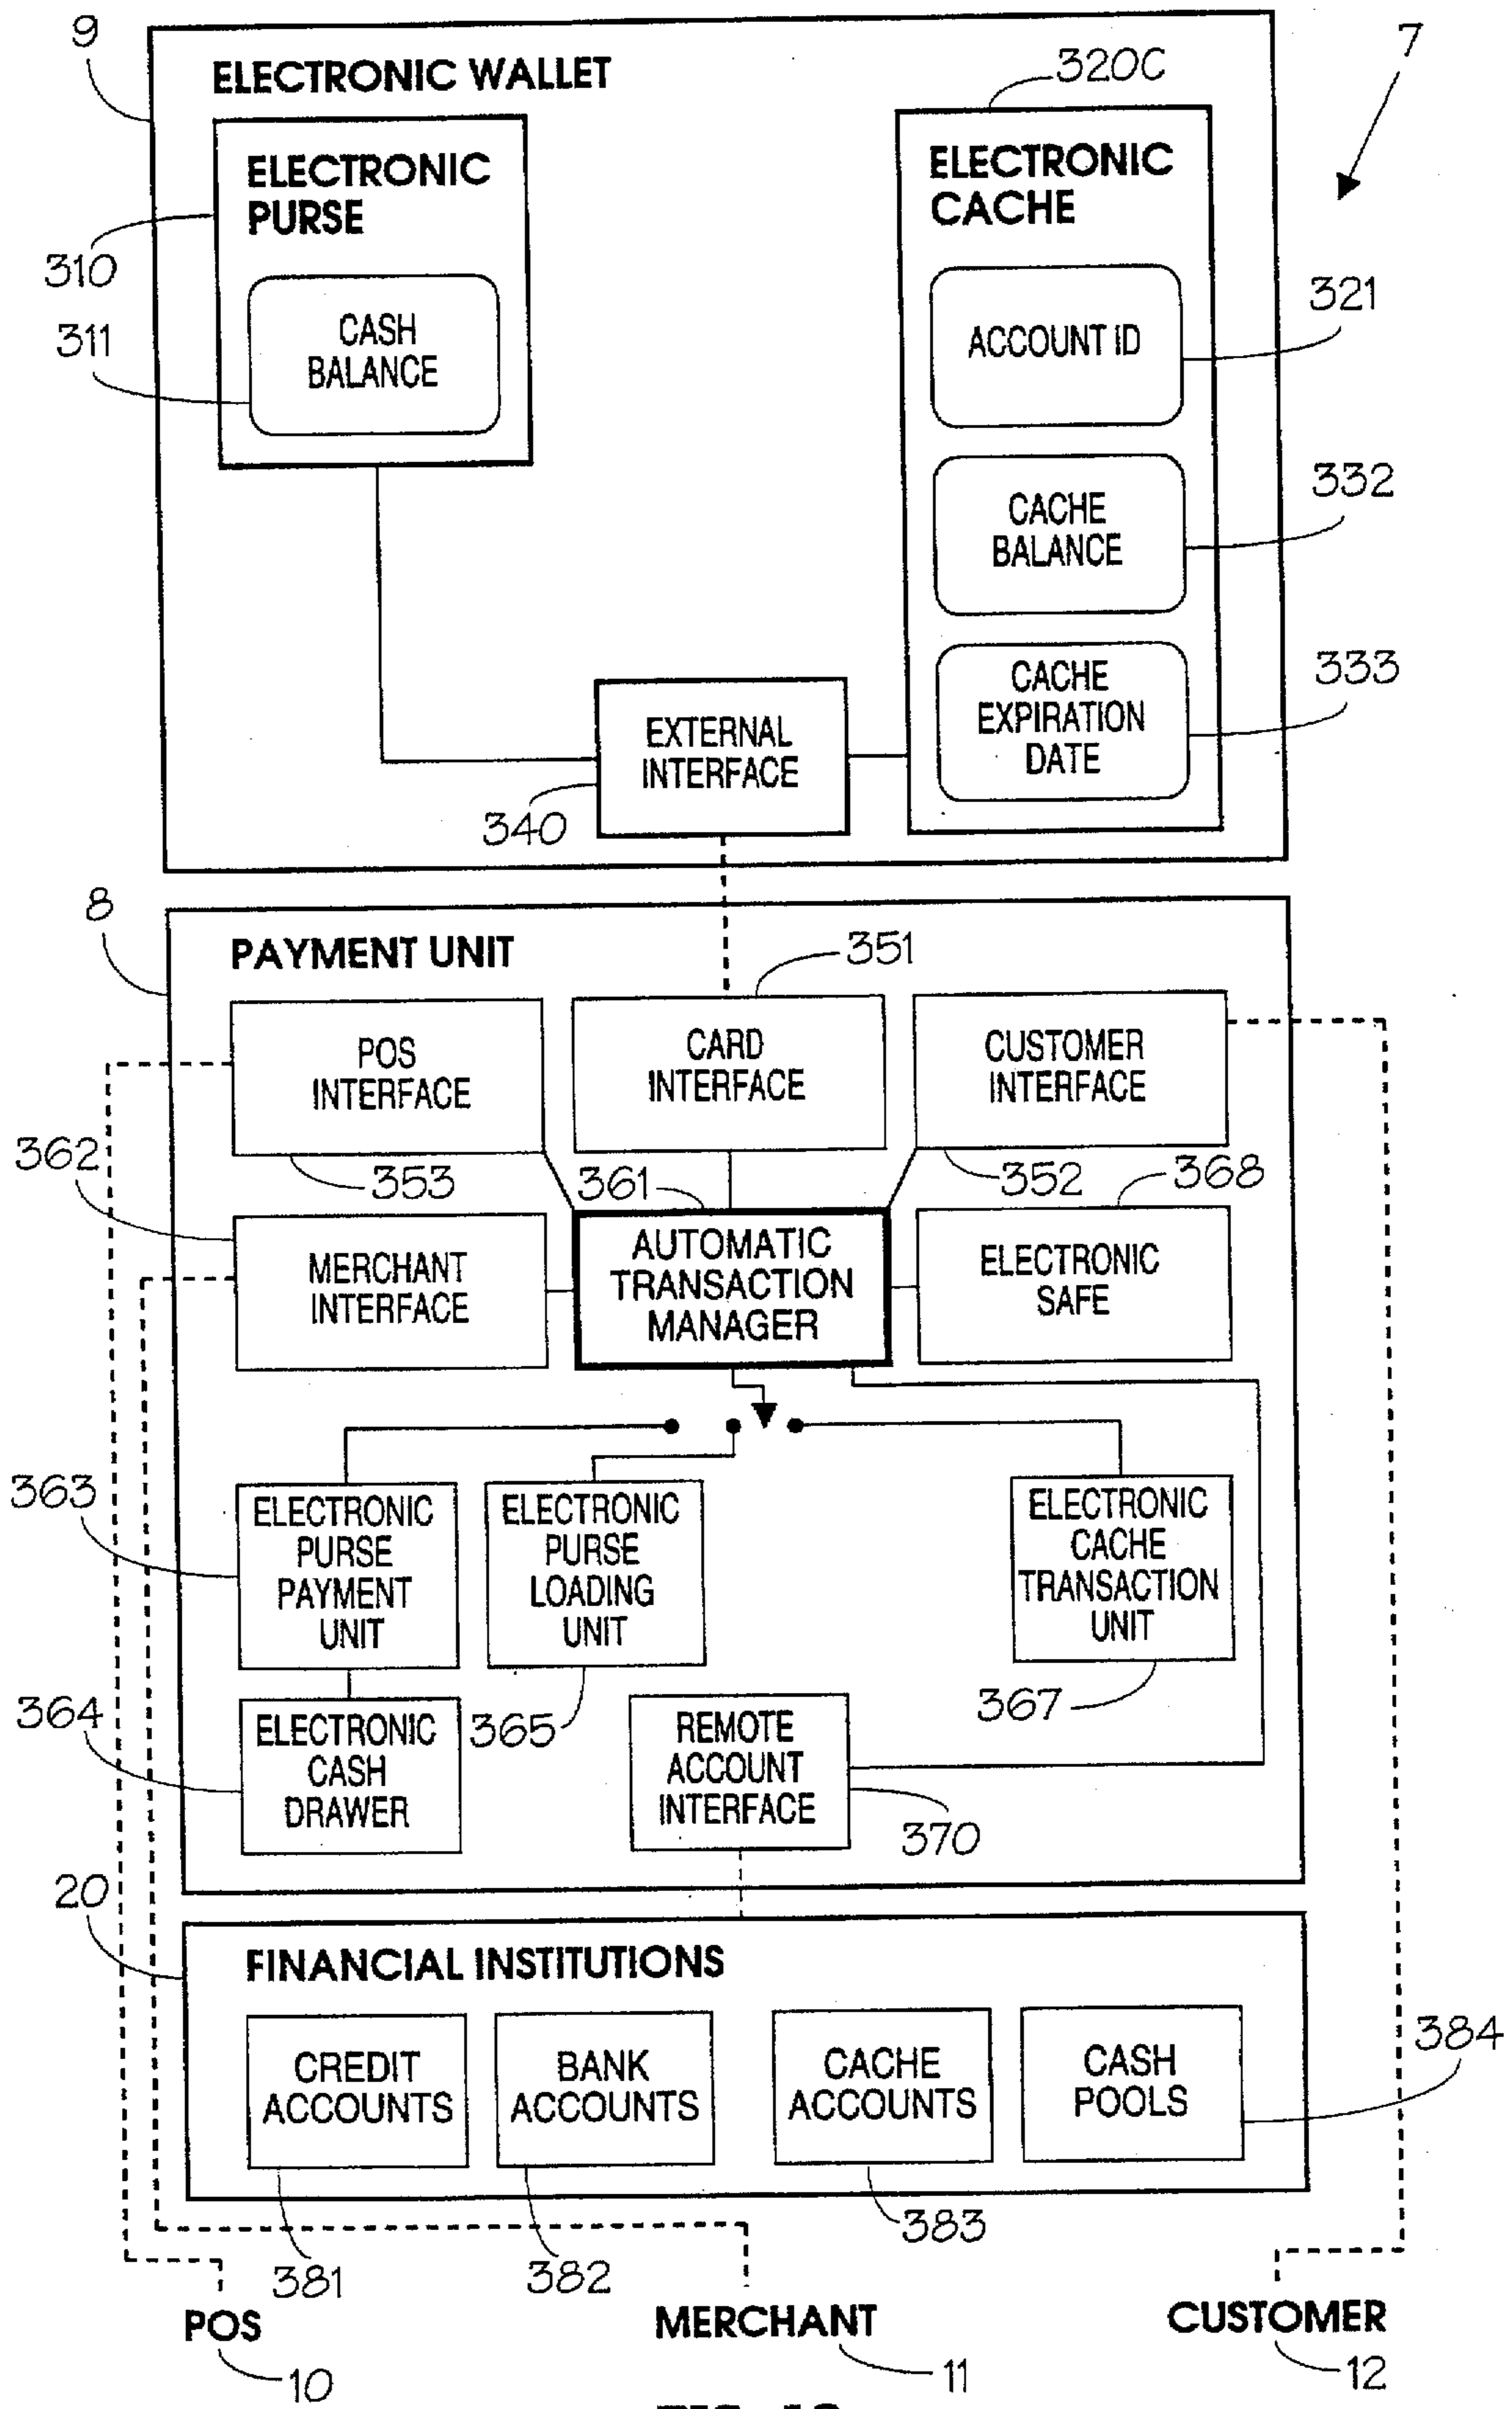 9
7
ELECTRONIC WALLET
320C
ELECTRONIC
PURSE
310
CASH
BALANCE
311
ELECTRONIC
CACHE
ACCOUNT ID
321
CACHE
BALANCE
332
CACHE
EXPIRATION
DATE
333
EXTERNAL
INTERFACE
340
8
PAYMENT UNIT
351
POS
INTERFACE
353
CARD
INTERFACE
CUSTOMER
INTERFACE
352
362
MERCHANT
INTERFACE
361
AUTOMATIC
TRANSACTION
MANAGER
368
ELECTRONIC
SAFE
363
ELECTRONIC
PURSE
PAYMENT
UNIT
ELECTRONIC
PURSE
LOADING
UNIT
365
ELECTRONIC
CACHE
TRANSACTION
UNIT
367
364
ELECTRONIC
CASH
DRAWER
REMOTE
ACCOUNT
INTERFACE
370
20
FINANCIAL INSTITUTIONS
CREDIT
ACCOUNTS
381
BANK
ACCOUNTS
382
CACHE
ACCOUNTS
383
CASH
POOLS
384
POS
10
MERCHANT
11
CUSTOMER
12